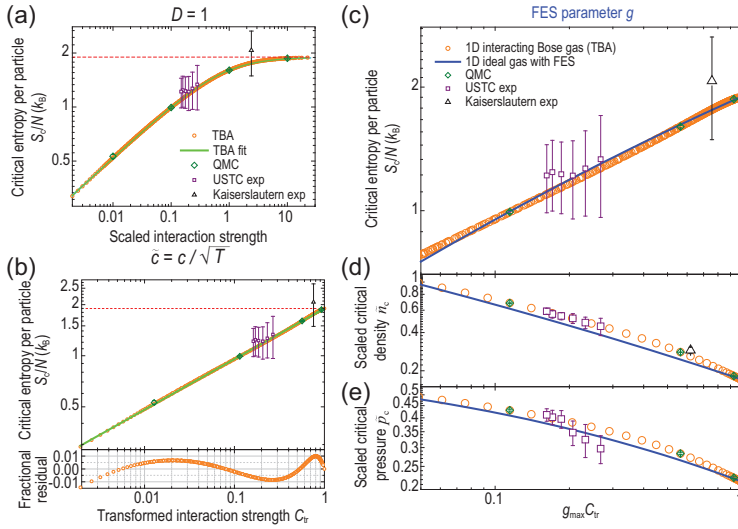 (a)
D = 1
Critical entropy per particle
S_c/N (k_B)
2
1
0.5
TBA
TBA fit
QMC
USTC exp
Kaiserslautern exp
0.01
0.1
1
10
Scaled interaction strength
c̃ = c / √T
(b)
Critical entropy per particle
S_c/N (k_B)
2.5
2
1.5
1
0.5
Fractional
residual
0.01
0.00
-0.01
0.01
0.1
1
Transformed interaction strength C_tr
FES parameter g
(c)
Critical entropy per particle
S_c/N (k_B)
2
1
1D interacting Bose gas (TBA)
1D ideal gas with FES
QMC
USTC exp
Kaiserslautern exp
(d)
Scaled critical
density ñ_c
1
0.8
0.6
0.4
0.2
(e)
Scaled critical
pressure p̃_c
0.5
0.45
0.4
0.35
0.3
0.25
0.2
0.1
g_max C_tr